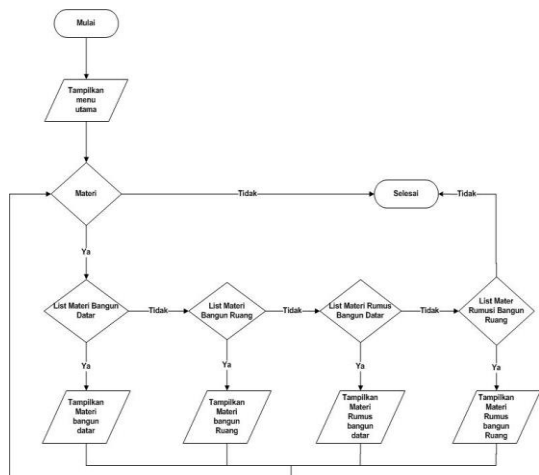 Mulai
Tampilkan
menu
utama
Materi
Tidak
Selesai
Tidak
Ya
List Materi Bangun
Datar
Tidak
List Materi
Bangun Ruang
Tidak
List Materi Rumus
Bangun Datar
Tidak
List Mater
Rumusi Bangun
Ruang
Ya
Ya
Ya
Ya
Tampilkan
Materi
bangun
datar
Tampilkan
Materi
bangun
Ruang
Tampilkan
Materi
Rumus
bangun
datar
Tampilkan
Materi
Rumus
bangun
Ruang